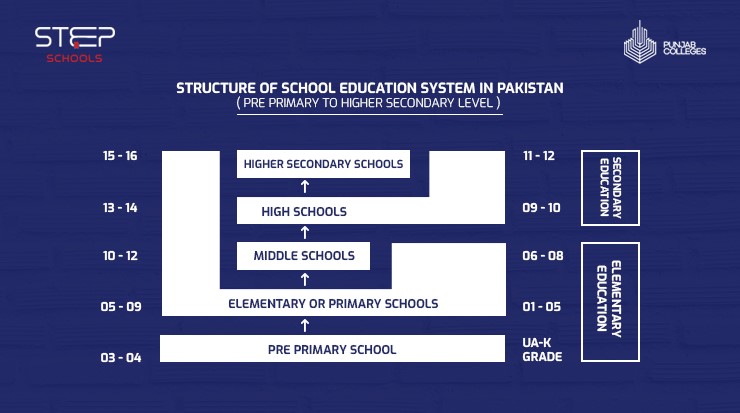 STEP
SCHOOLS
PUNJAB
COLLEGES
STRUCTURE OF SCHOOL EDUCATION SYSTEM IN PAKISTAN
( PRE PRIMARY TO HIGHER SECONDARY LEVEL )
15 - 16
HIGHER SECONDARY SCHOOLS
11 - 12
SECONDARY
EDUCATION
13 - 14
HIGH SCHOOLS
09 - 10
10 - 12
MIDDLE SCHOOLS
06 - 08
ELEMENTARY
EDUCATION
05 - 09
ELEMENTARY OR PRIMARY SCHOOLS
01 - 05
03 - 04
PRE PRIMARY SCHOOL
UA-K
GRADE